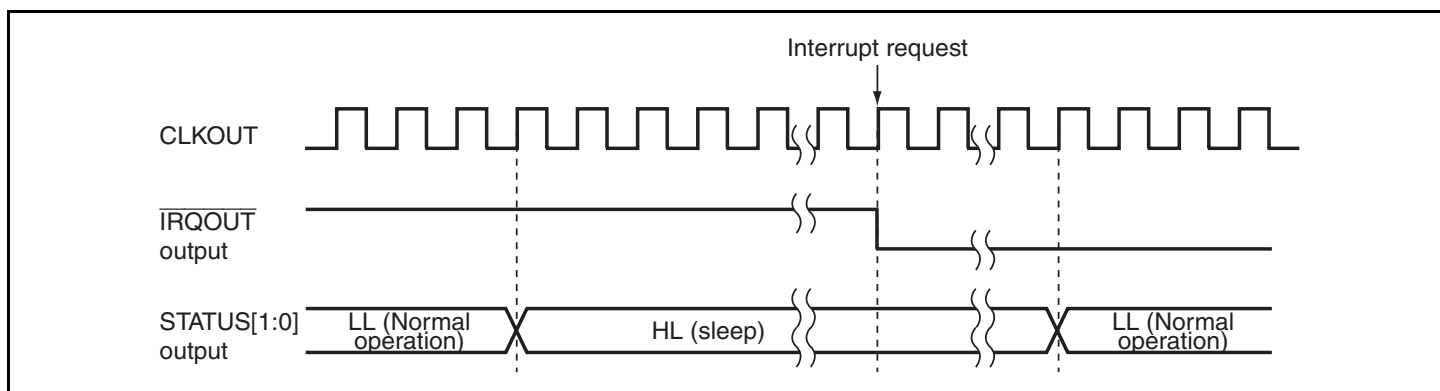 Interrupt request
CLKOUT
IRQOUT
output
STATUS[1:0]
output
LL (Normal
operation)
HL (sleep)
LL (Normal
operation)